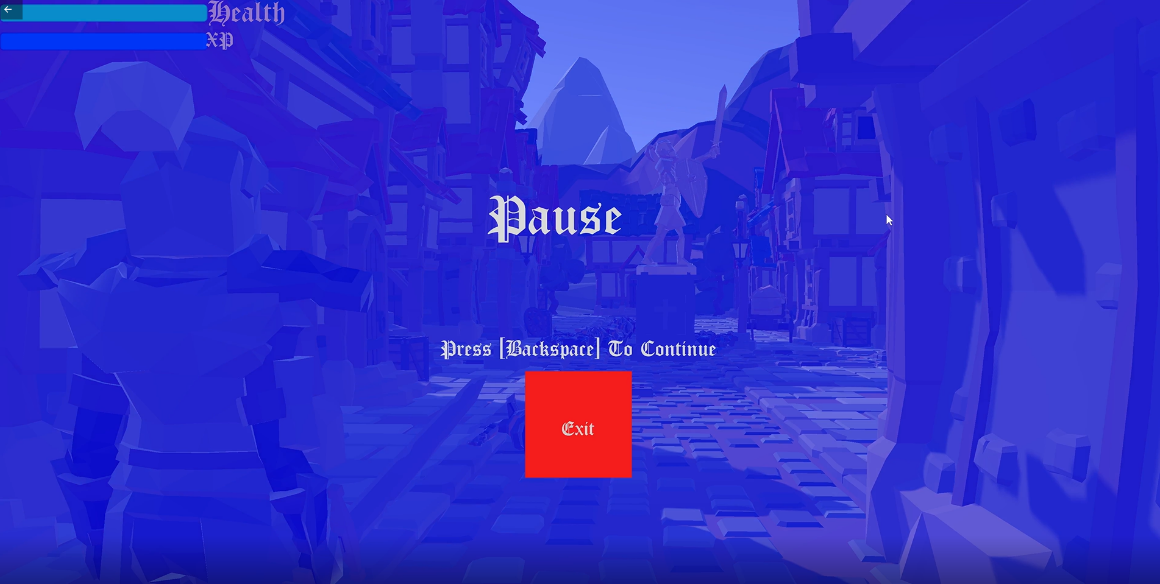 Health
XP
Pause
Press [Backspace] To Continue
Exit